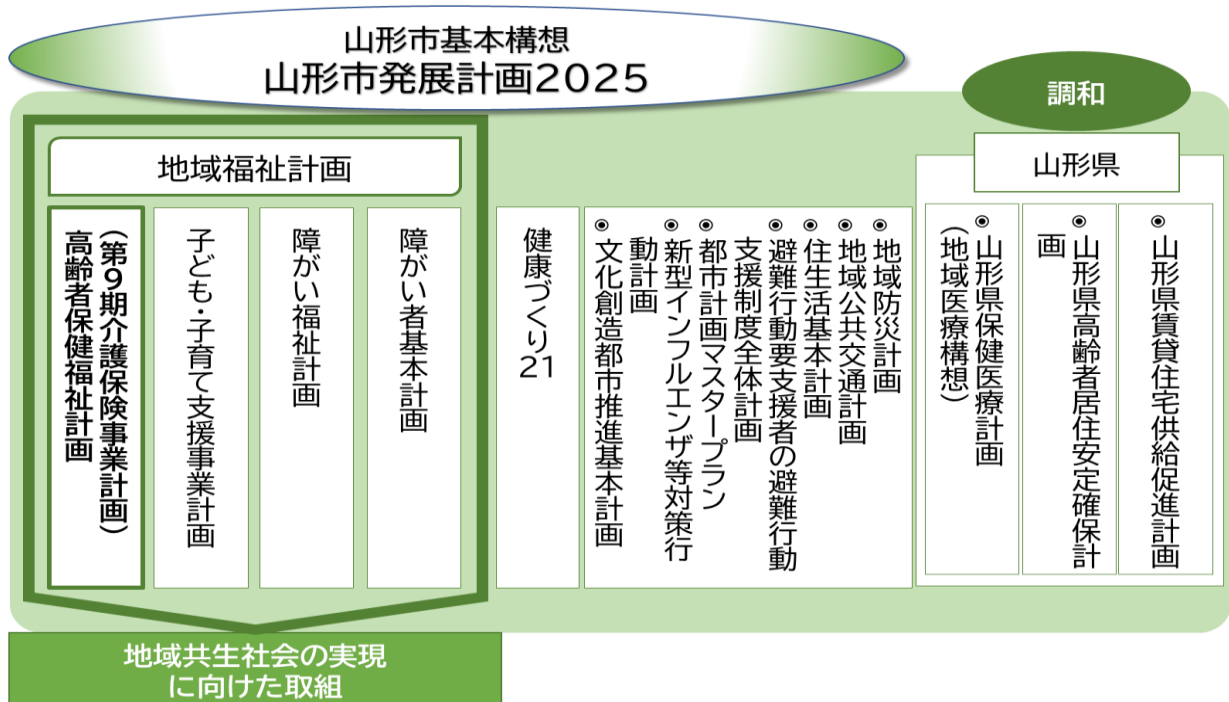 山形市基本構想
山形市発展計画2025
調和
地域福祉計画
高齢者保健福祉計画
(第9期介護保険事業計画)
子ども・子育て支援事業計画
障がい福祉計画
障がい者基本計画
健康づくり21
◉地域防災計画
◉地域公共交通計画
◉住生活基本計画
◉避難行動要支援者の避難行動
支援制度全体計画
◉都市計画マスタープラン
◉新型インフルエンザ等対策行
動計画
◉文化創造都市推進基本計画
山形県
◉山形県賃貸住宅供給促進計画
◉山形県高齢者居住安定確保計
画
◉山形県保健医療計画
(地域医療構想)
地域共生社会の実現
に向けた取組